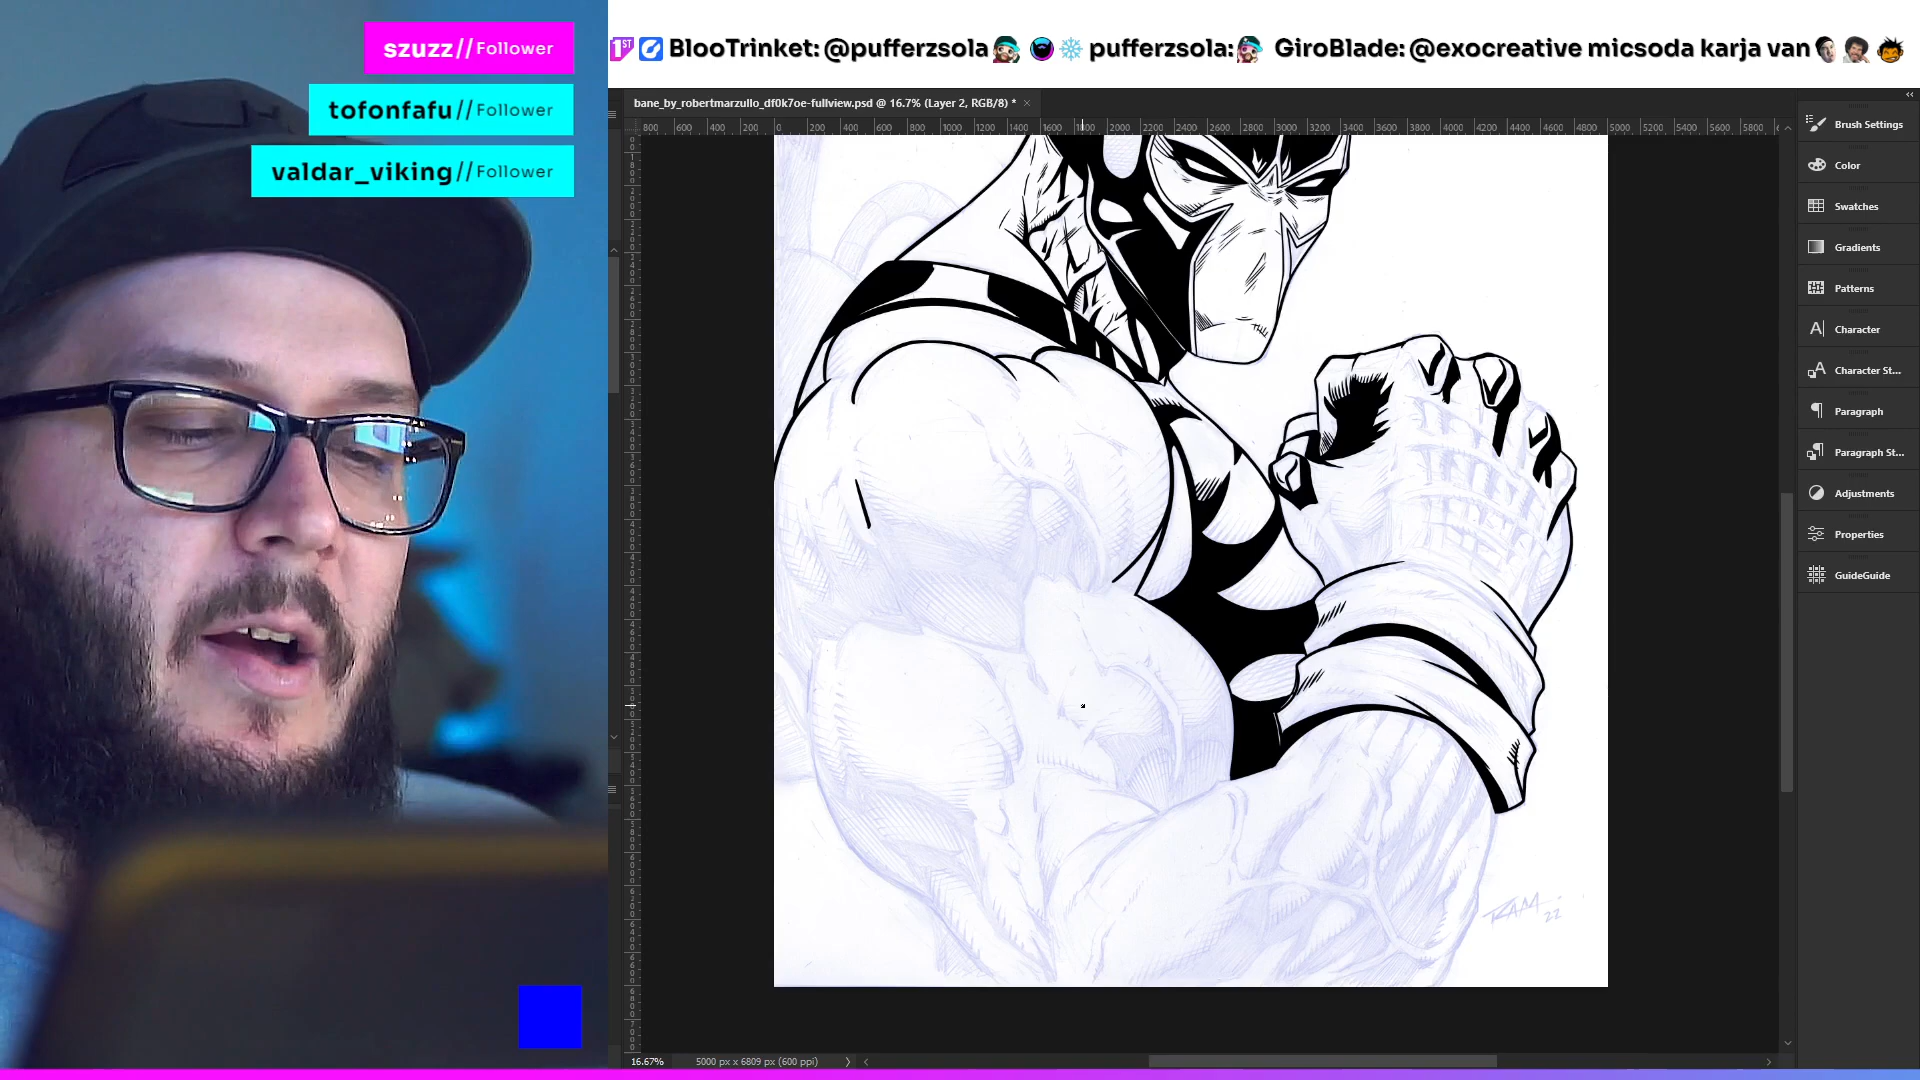 szuzz // Follower
tofonfafu // Follower
valdar_viking // Follower
1ST BlooTrinket: @pufferzsola pufferzsola: GiroBlade: @exocreative micsoda karja van
bane_by_robertmarzullo_df0k7oe-fullview.psd @ 16.7% (Layer 2, RGB/8) * ×
800 600 400 200 0 200 400 600 800 1000 1200 1400 1600 1800 2000 2200 2400 2600 2800 3000 3200 3400 3600 3800 4000 4200 4400 4600 4800 5000 5200 5400 5600 5800
Brush Settings
Color
Swatches
Gradients
Patterns
Character
Character St...
Paragraph
Paragraph St...
Adjustments
Properties
GuideGuide
RAM
22
16.67% 5000 px x 6809 px (600 ppi)